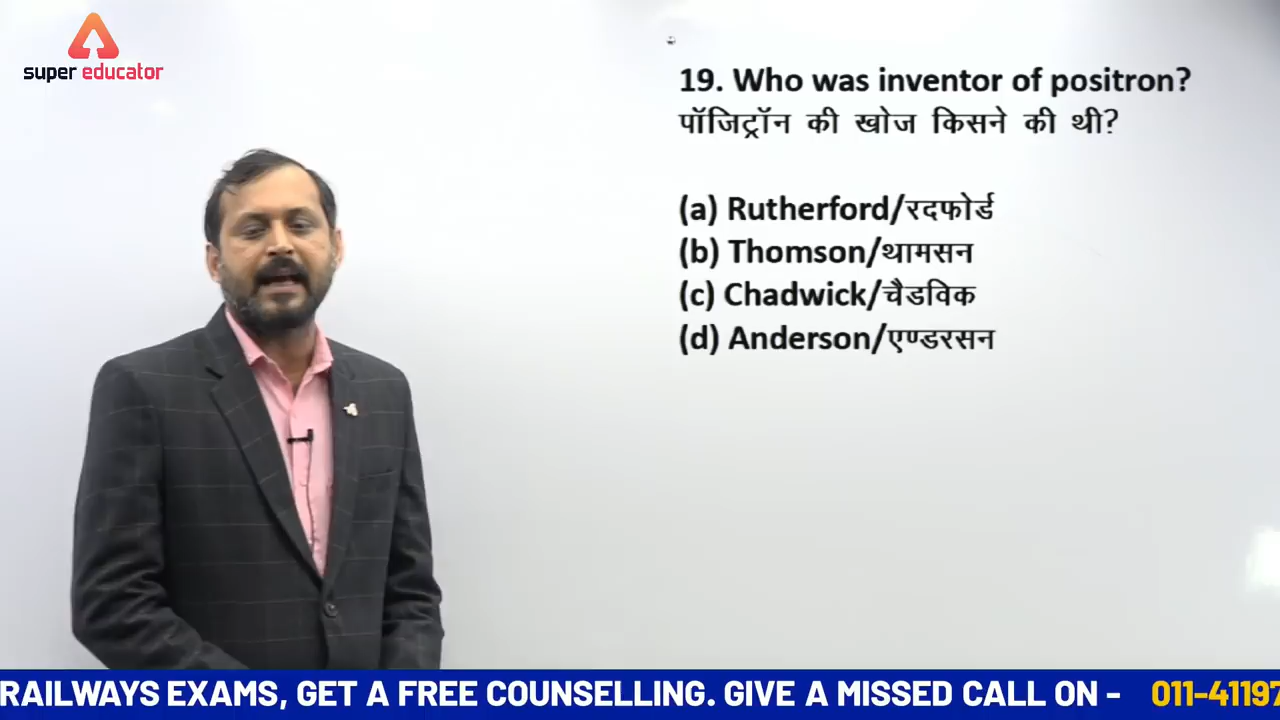 super educator
19. Who was inventor of positron?
पॉजिट्रॉन की खोज किसने की थी?
(a) Rutherford/रदफोर्ड
(b) Thomson/थामसन
(c) Chadwick/चैडविक
(d) Anderson/एण्डरसन
RAILWAYS EXAMS, GET A FREE COUNSELLING. GIVE A MISSED CALL ON - 011-41197